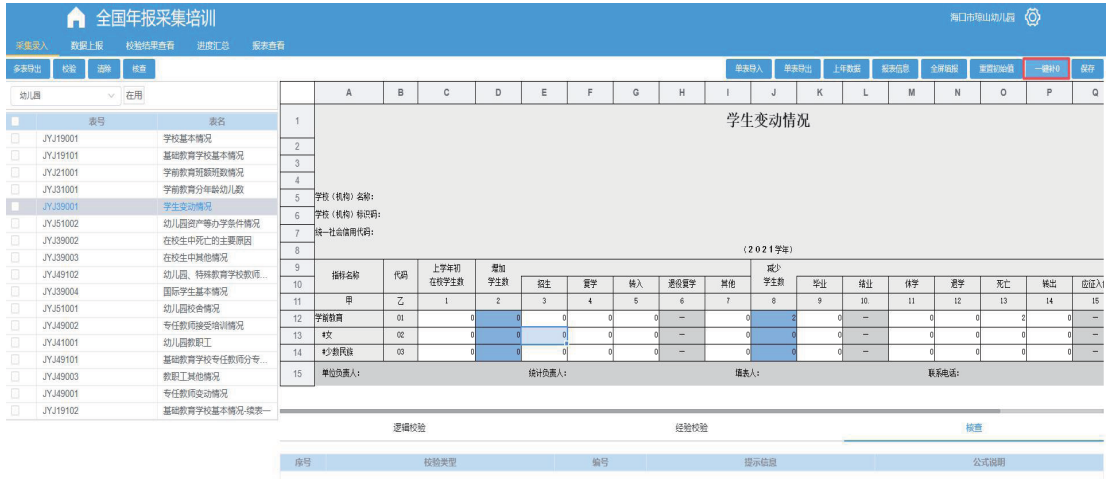 全国年报采集培训
海口市琼山幼儿园
采集录入 数据上报 校验结果查看 进度汇总 报表查看
多表导出 校验 清除 核查 单表导入 单表导出 上年数据 报表信息 全屏填报 重置初始值 一键补0 保存
幼儿园 在用
表号 表名
JYJ19001 学校基本情况
JYJ19101 基础教育学校基本情况
JYJ21001 学前教育班额班数情况
JYJ31001 学前教育分年龄幼儿数
JYJ39001 学生变动情况
JYJ51002 幼儿园资产等办学条件情况
JYJ39002 在校生中死亡的主要原因
JYJ39003 在校生中其他情况
JYJ49102 幼儿园、特殊教育学校教师...
JYJ39004 国际学生基本情况
JYJ51001 幼儿园校舍情况
JYJ49002 专任教师接受培训情况
JYJ41001 幼儿园教职工
JYJ49101 基础教育学校专任教师分专...
JYJ49003 教职工其他情况
JYJ49001 专任教师变动情况
JYJ19102 基础教育学校基本情况-续表一
A B C D E F G H I J K L M N O P Q
1 学生变动情况
2
3
4
5 学校（机构）名称：
6 学校（机构）标识码：
7 统一社会信用代码：
8 （2021学年）
9 指标名称 代码 上学年初 增加 减少
10 在校学生数 学生数 招生 复学 转入 退役复学 其他 学生数 毕业 结业 休学 退学 死亡 转出 应征入
11 甲 乙 1 2 3 4 5 6 7 8 9 10. 11 12 13 14 15
12 学前教育 01 0 0 0 0 0 — 0 2 0 — 0 0 2 0 —
13 #女 02 0 0 0 0 0 — 0 0 0 — 0 0 0 0 —
14 #少数民族 03 0 0 0 0 0 — 0 0 0 — 0 0 0 0 —
15 单位负责人： 统计负责人： 填表人： 联系电话：
逻辑校验 经验校验 核查
序号 校验类型 编号 提示信息 公式说明